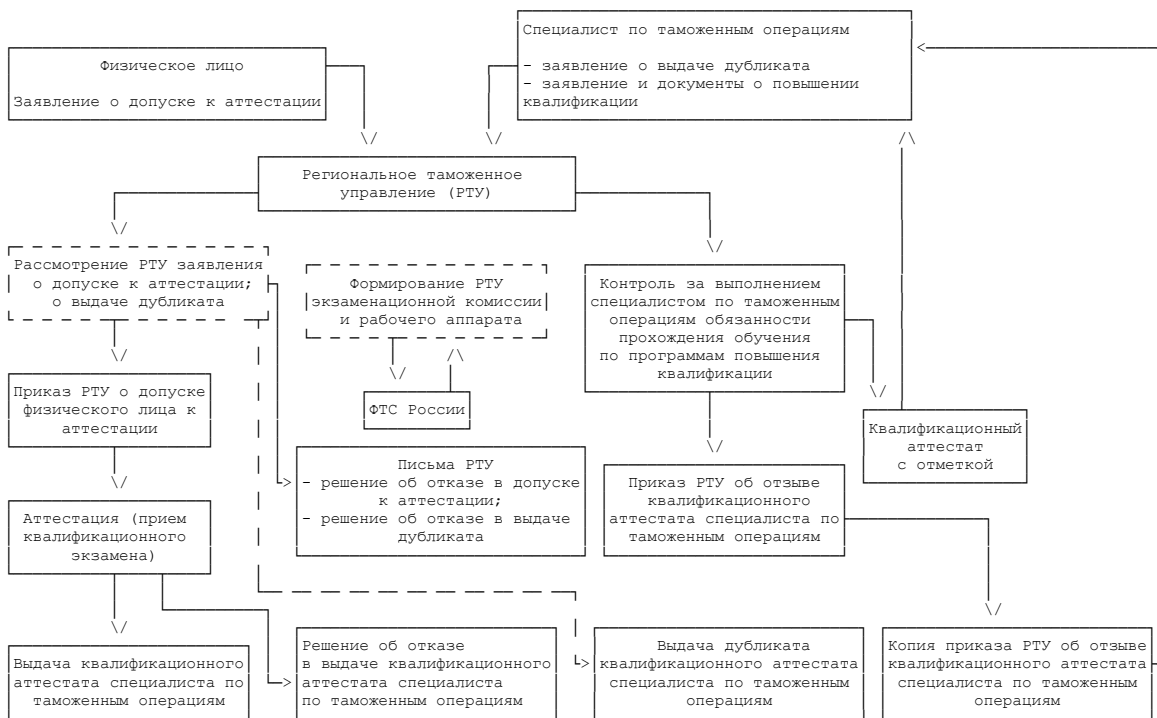 Специалист по таможенным операциям
- заявление о выдаче дубликата
- заявление и документы о повышении
квалификации
Физическое лицо
Заявление о допуске к аттестации
Региональное таможенное
управление (РТУ)
Рассмотрение РТУ заявления
о допуске к аттестации;
о выдаче дубликата
Формирование РТУ
экзаменационной комиссии
и рабочего аппарата
Контроль за выполнением
специалистом по таможенным
операциям обязанности
прохождения обучения
по программам повышения
квалификации
Приказ РТУ о допуске
физического лица к
аттестации
ФТС России
Квалификационный
аттестат
с отметкой
Письма РТУ
- решение об отказе в допуске
к аттестации;
- решение об отказе в выдаче
дубликата
Приказ РТУ об отзыве
квалификационного
аттестата специалиста по
таможенным операциям
Аттестация (прием
квалификационного
экзамена)
Выдача квалификационного
аттестата специалиста по
таможенным операциям
Решение об отказе
в выдаче квалификационного
аттестата специалиста
по таможенным операциям
Выдача дубликата
квалификационного аттестата
специалиста по таможенным
операциям
Копия приказа РТУ об отзыве
квалификационного аттестата
специалиста по таможенным
операциям